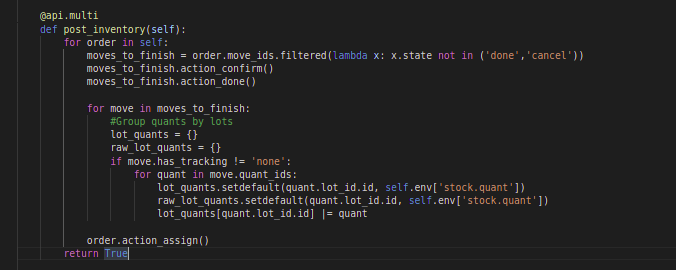 @api.multi
def post_inventory(self):
for order in self:
moves_to_finish = order.move_ids.filtered(lambda x: x.state not in ('done','cancel'))
moves_to_finish.action_confirm()
moves_to_finish.action_done()
for move in moves_to_finish:
#Group quants by lots
lot_quants = {}
raw_lot_quants = {}
if move.has_tracking != 'none':
for quant in move.quant_ids:
lot_quants.setdefault(quant.lot_id.id, self.env['stock.quant'])
raw_lot_quants.setdefault(quant.lot_id.id, self.env['stock.quant'])
lot_quants[quant.lot_id.id] |= quant
order.action_assign()
return True